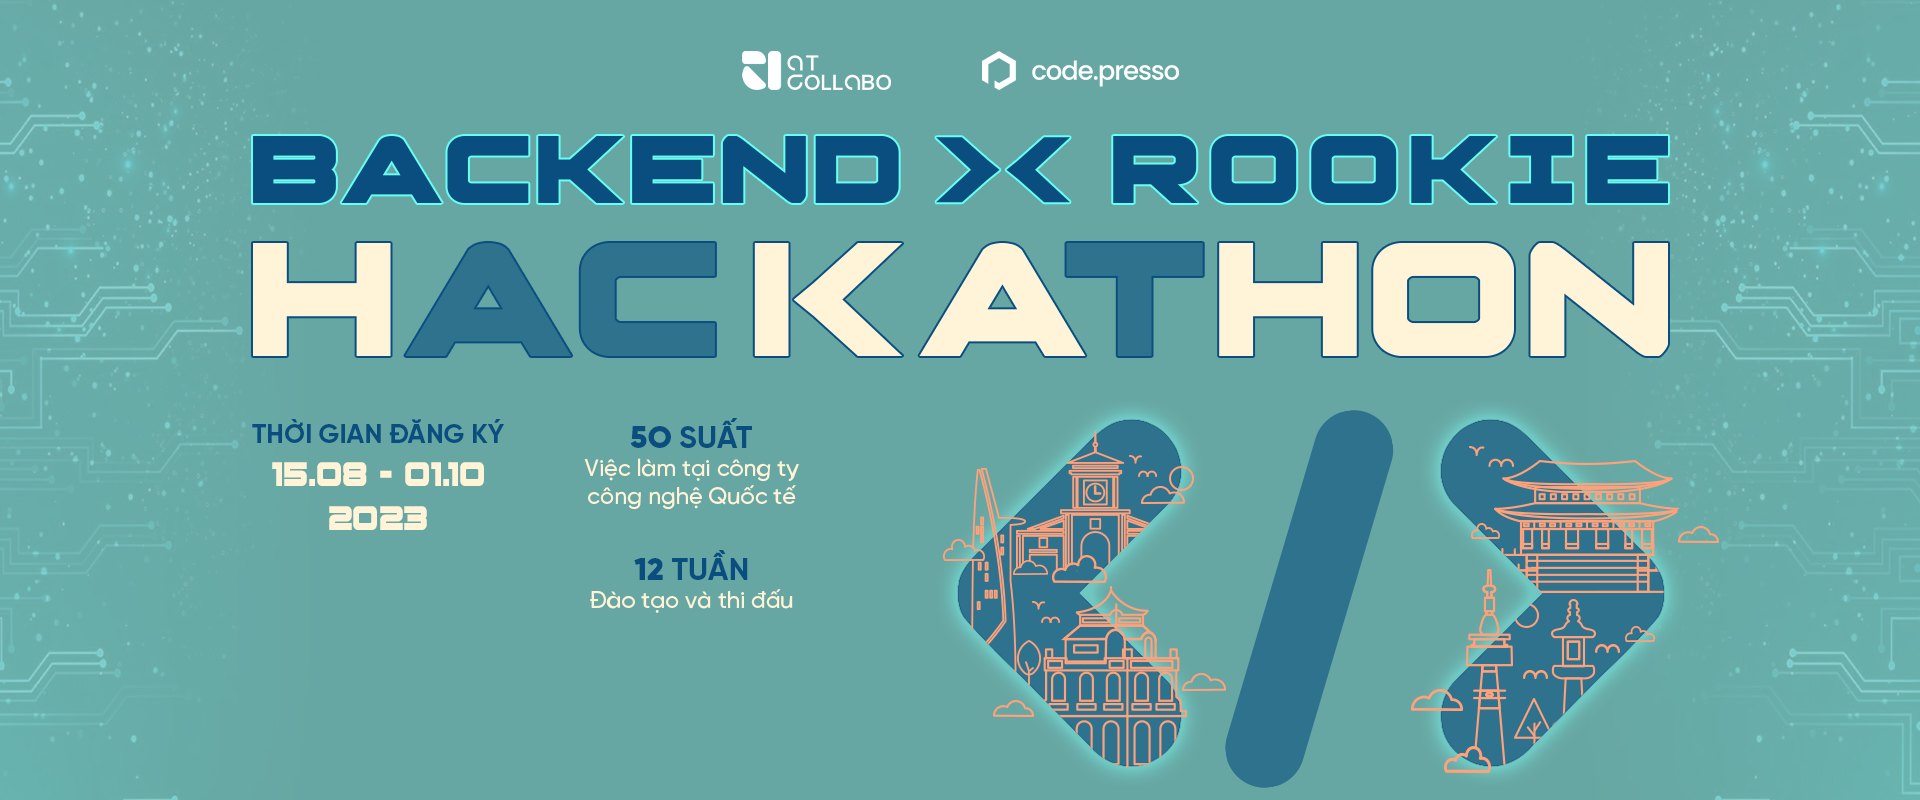 AT
COLLABO
code.presso
BACKEND X ROOKIE
HACKATHON
THỜI GIAN ĐĂNG KÝ
15.08 - 01.10
2023
50 SUẤT
Việc làm tại công ty
công nghệ Quốc tế
12 TUẦN
Đào tạo và thi đấu